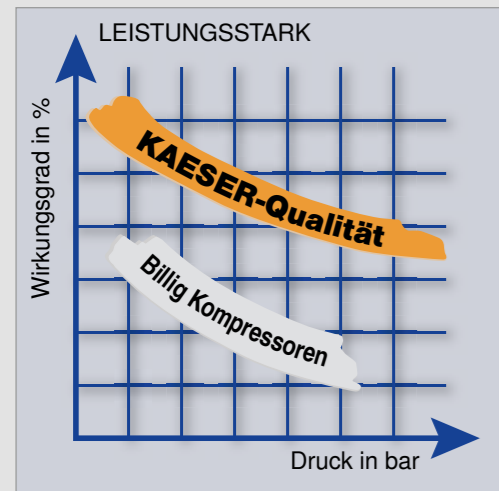 LEISTUNGSSTARK
Wirkungsgrad in %
KAESER-Qualität
Billig Kompressoren
Druck in bar